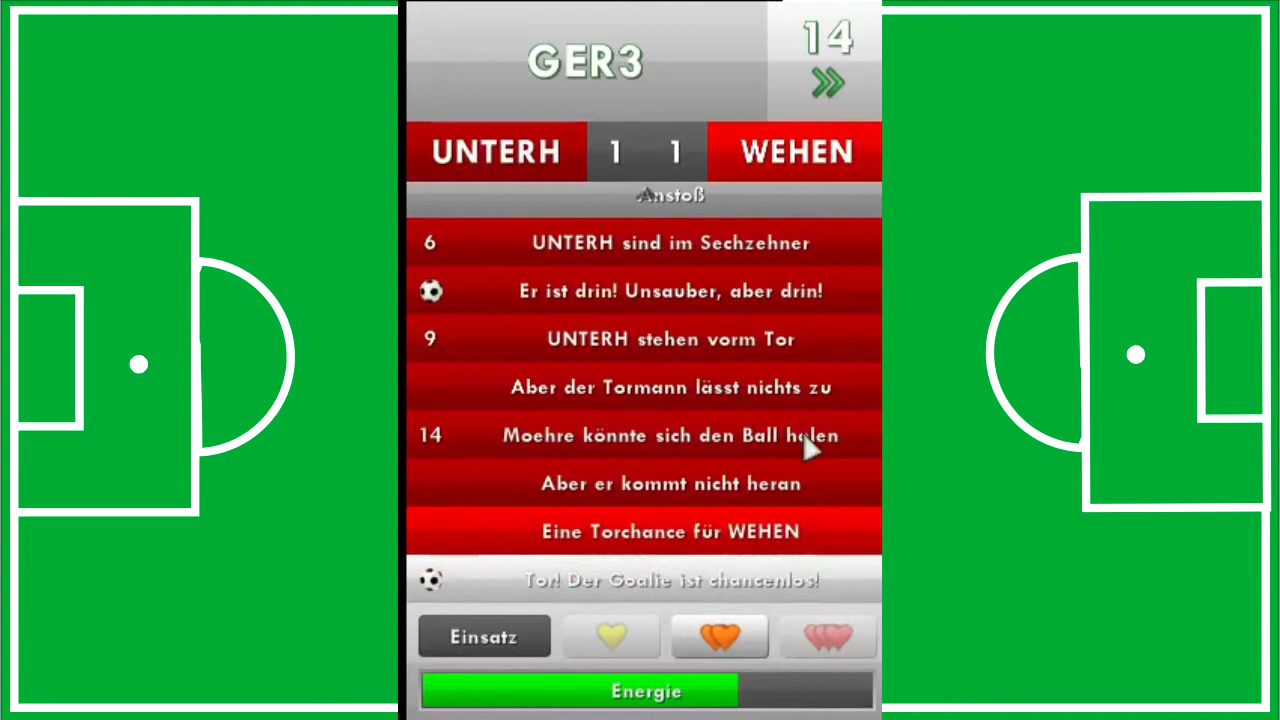 GER3
14
UNTERH 1 1 WEHEN
Anstoß
6 UNTERH sind im Sechzehner
Er ist drin! Unsauber, aber drin!
9 UNTERH stehen vorm Tor
Aber der Tormann lässt nichts zu
14 Moehre könnte sich den Ball holen
Aber er kommt nicht heran
Eine Torchance für WEHEN
Tor! Der Goalie ist chancenlos!
Einsatz
Energie